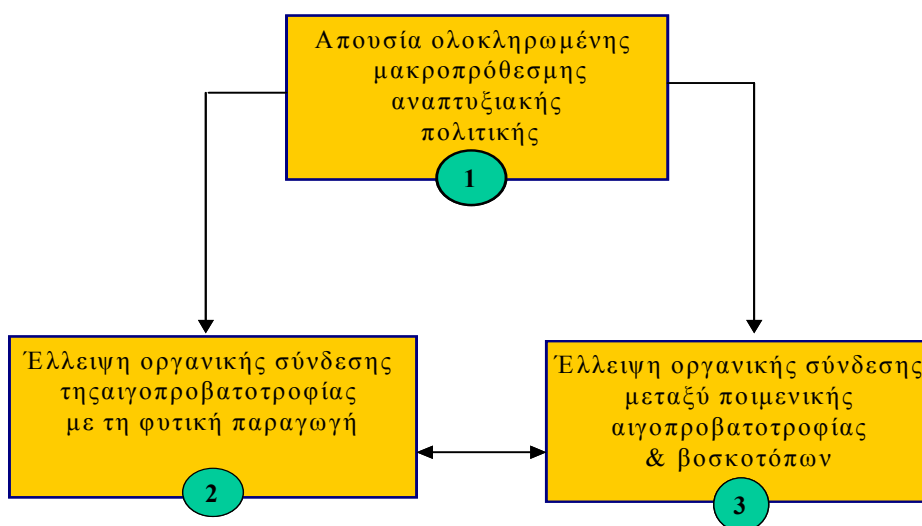 Απουσία ολοκληρωμένης
μακροπρόθεσμης
αναπτυξιακής
πολιτικής
1
Έλλειψη οργανικής σύνδεσης
τηςαιγοπροβατοτροφίας
με τη φυτική παραγωγή
2
Έλλειψη οργανικής σύνδεσης
μεταξύ ποιμενικής
αιγοπροβατοτροφίας
& βοσκοτόπων
3